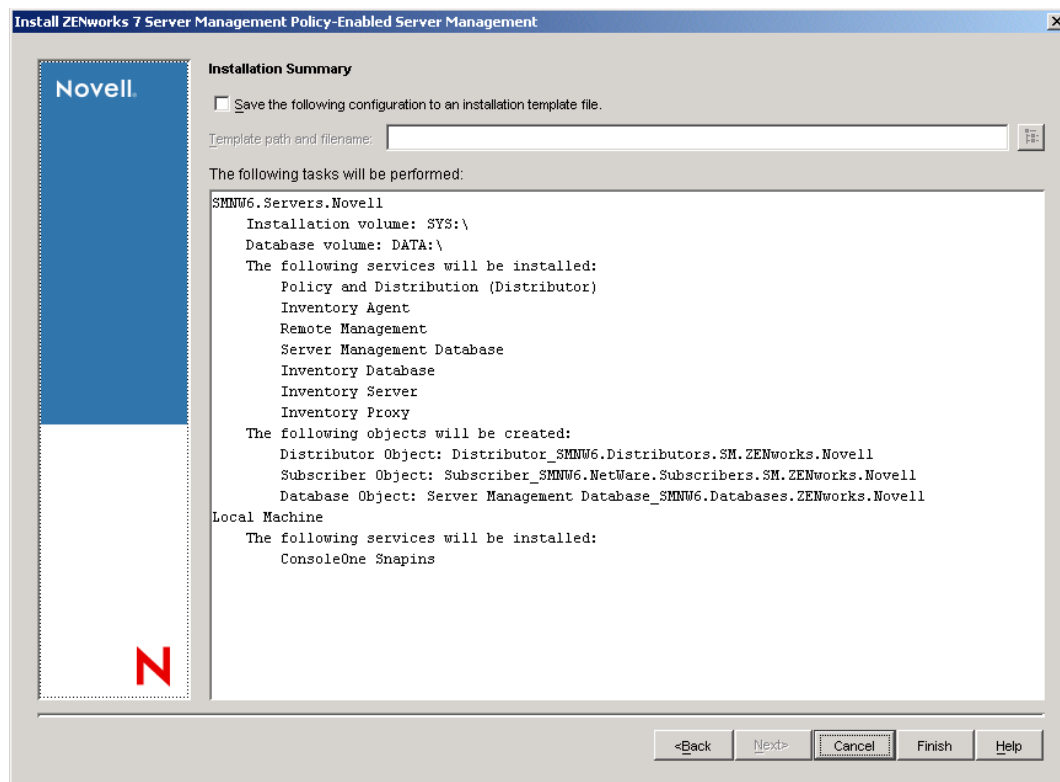 Install ZENworks 7 Server Management Policy-Enabled Server Management
Novell.
Installation Summary
Save the following configuration to an installation template file.
Template path and filename:
The following tasks will be performed:
SMNW6.Servers.Novell
Installation volume: SYS:\
Database volume: DATA:\
The following services will be installed:
Policy and Distribution (Distributor)
Inventory Agent
Remote Management
Server Management Database
Inventory Database
Inventory Server
Inventory Proxy
The following objects will be created:
Distributor Object: Distributor_SMNW6.Distributors.SM.ZENworks.Novell
Subscriber Object: Subscriber_SMNW6.NetWare.Subscribers.SM.ZENworks.Novell
Database Object: Server Management Database_SMNW6.Databases.ZENworks.Novell
Local Machine
The following services will be installed:
ConsoleOne Snapins
N
<Back Next> Cancel Finish Help